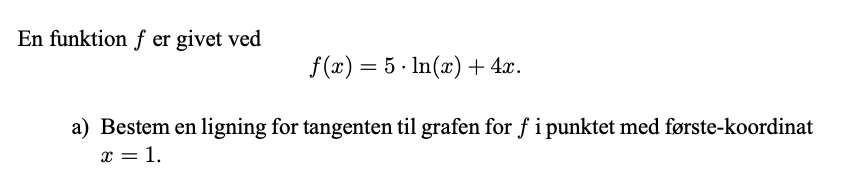 En funktion f er givet ved
f(x) = 5 · ln(x) + 4x.
a) Bestem en ligning for tangenten til grafen for f i punktet med første-koordinat
x = 1.